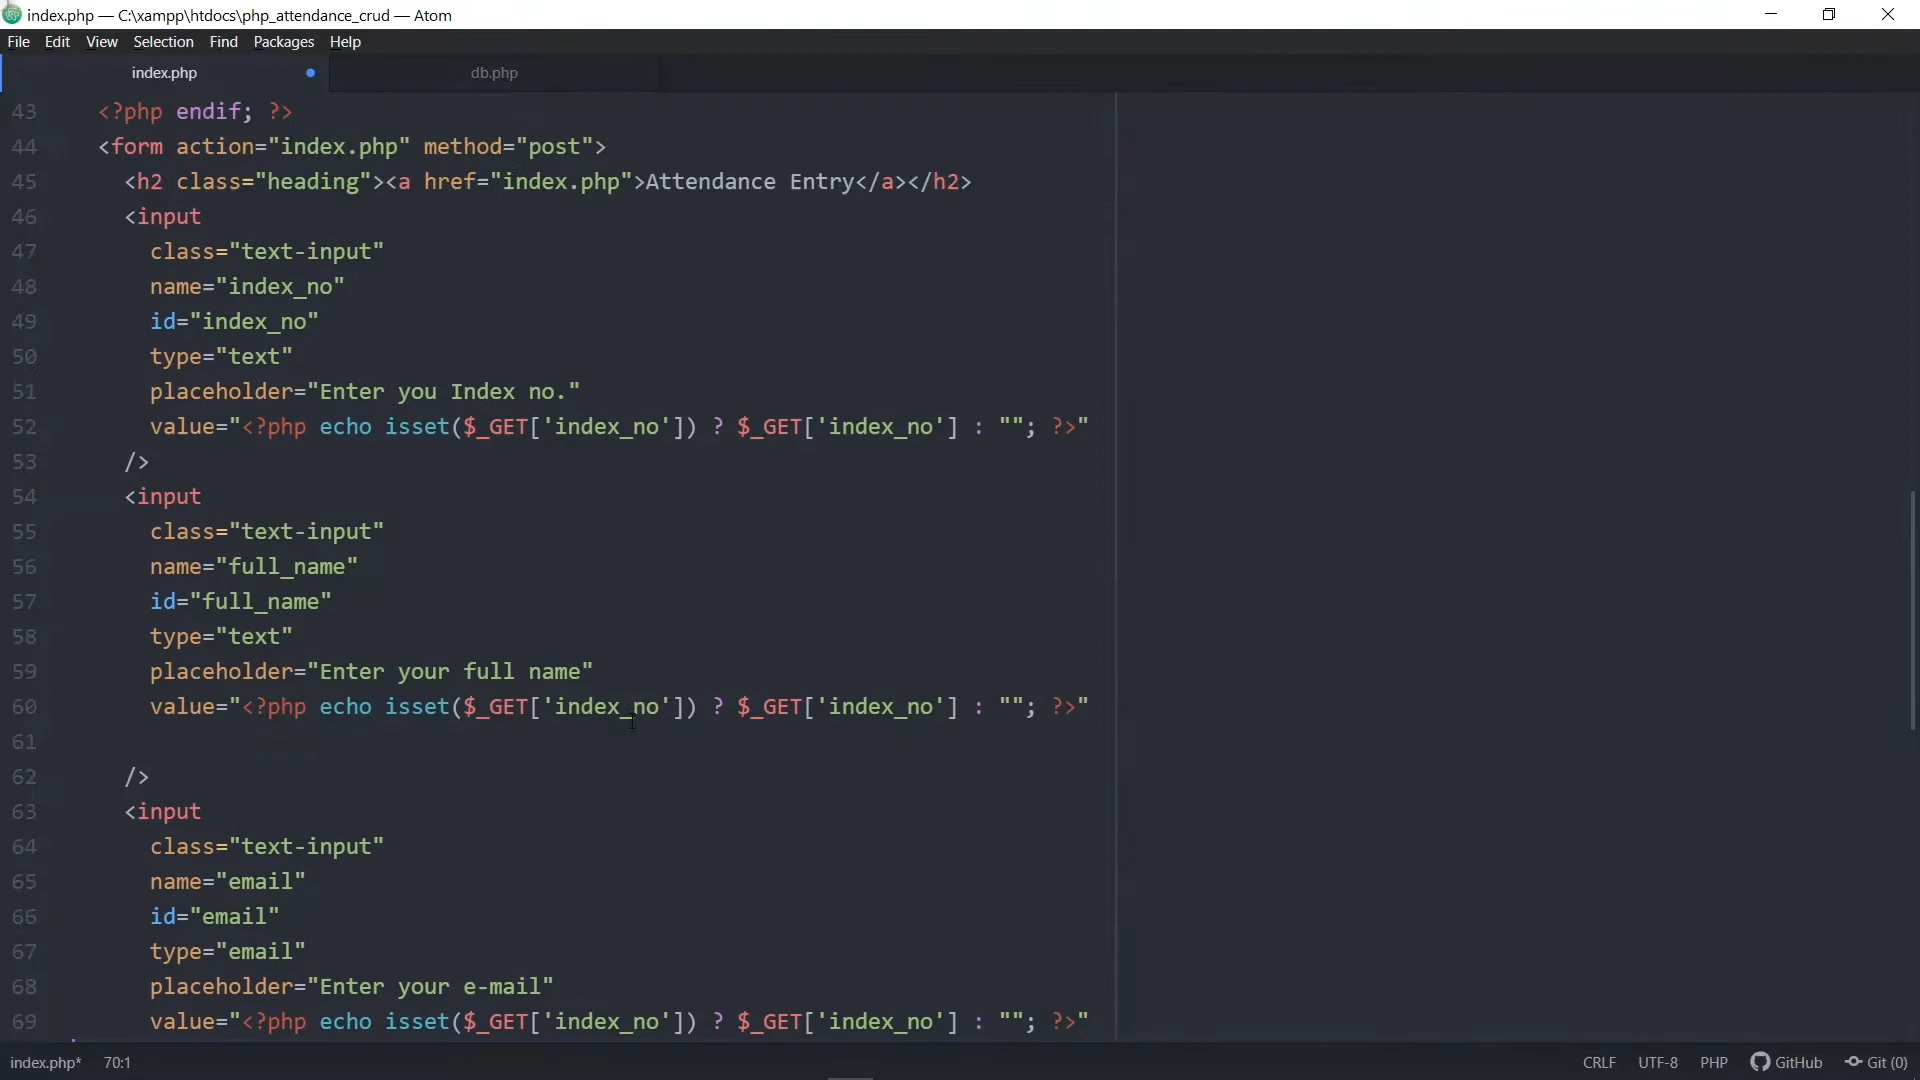 index.php — C:\xampp\htdocs\php_attendance_crud — Atom
File Edit View Selection Find Packages Help
index.php db.php
43 <?php endif; ?>
44 <form action="index.php" method="post">
45 <h2 class="heading"><a href="index.php">Attendance Entry</a></h2>
46 <input
47 class="text-input"
48 name="index_no"
49 id="index_no"
50 type="text"
51 placeholder="Enter you Index no."
52 value="<?php echo isset($_GET['index_no']) ? $_GET['index_no'] : ""; ?>"
53 />
54 <input
55 class="text-input"
56 name="full_name"
57 id="full_name"
58 type="text"
59 placeholder="Enter your full name"
60 value="<?php echo isset($_GET['index_no']) ? $_GET['index_no'] : ""; ?>"
61
62 />
63 <input
64 class="text-input"
65 name="email"
66 id="email"
67 type="email"
68 placeholder="Enter your e-mail"
69 value="<?php echo isset($_GET['index_no']) ? $_GET['index_no'] : ""; ?>"
index.php* 70:1 CRLF UTF-8 PHP GitHub Git (0)